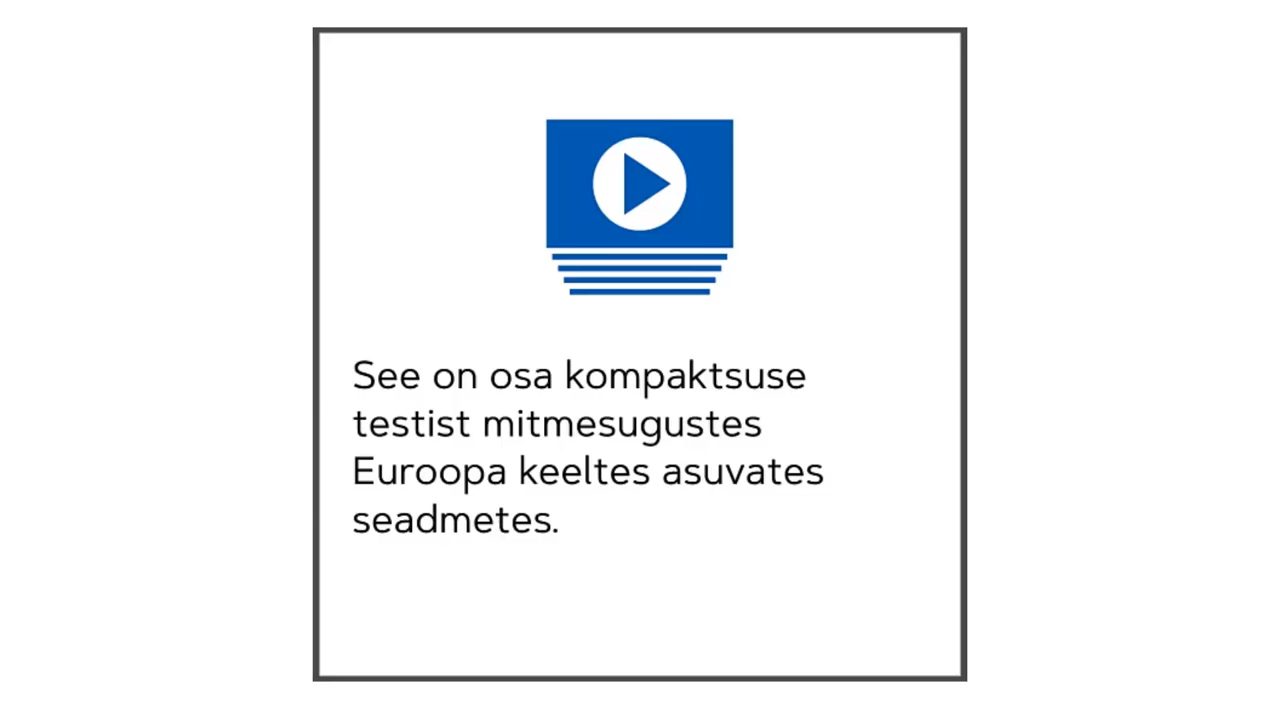 See on osa kompaktsuse
testist mitmesugustes
Euroopa keeltes asuvates
seadmetes.